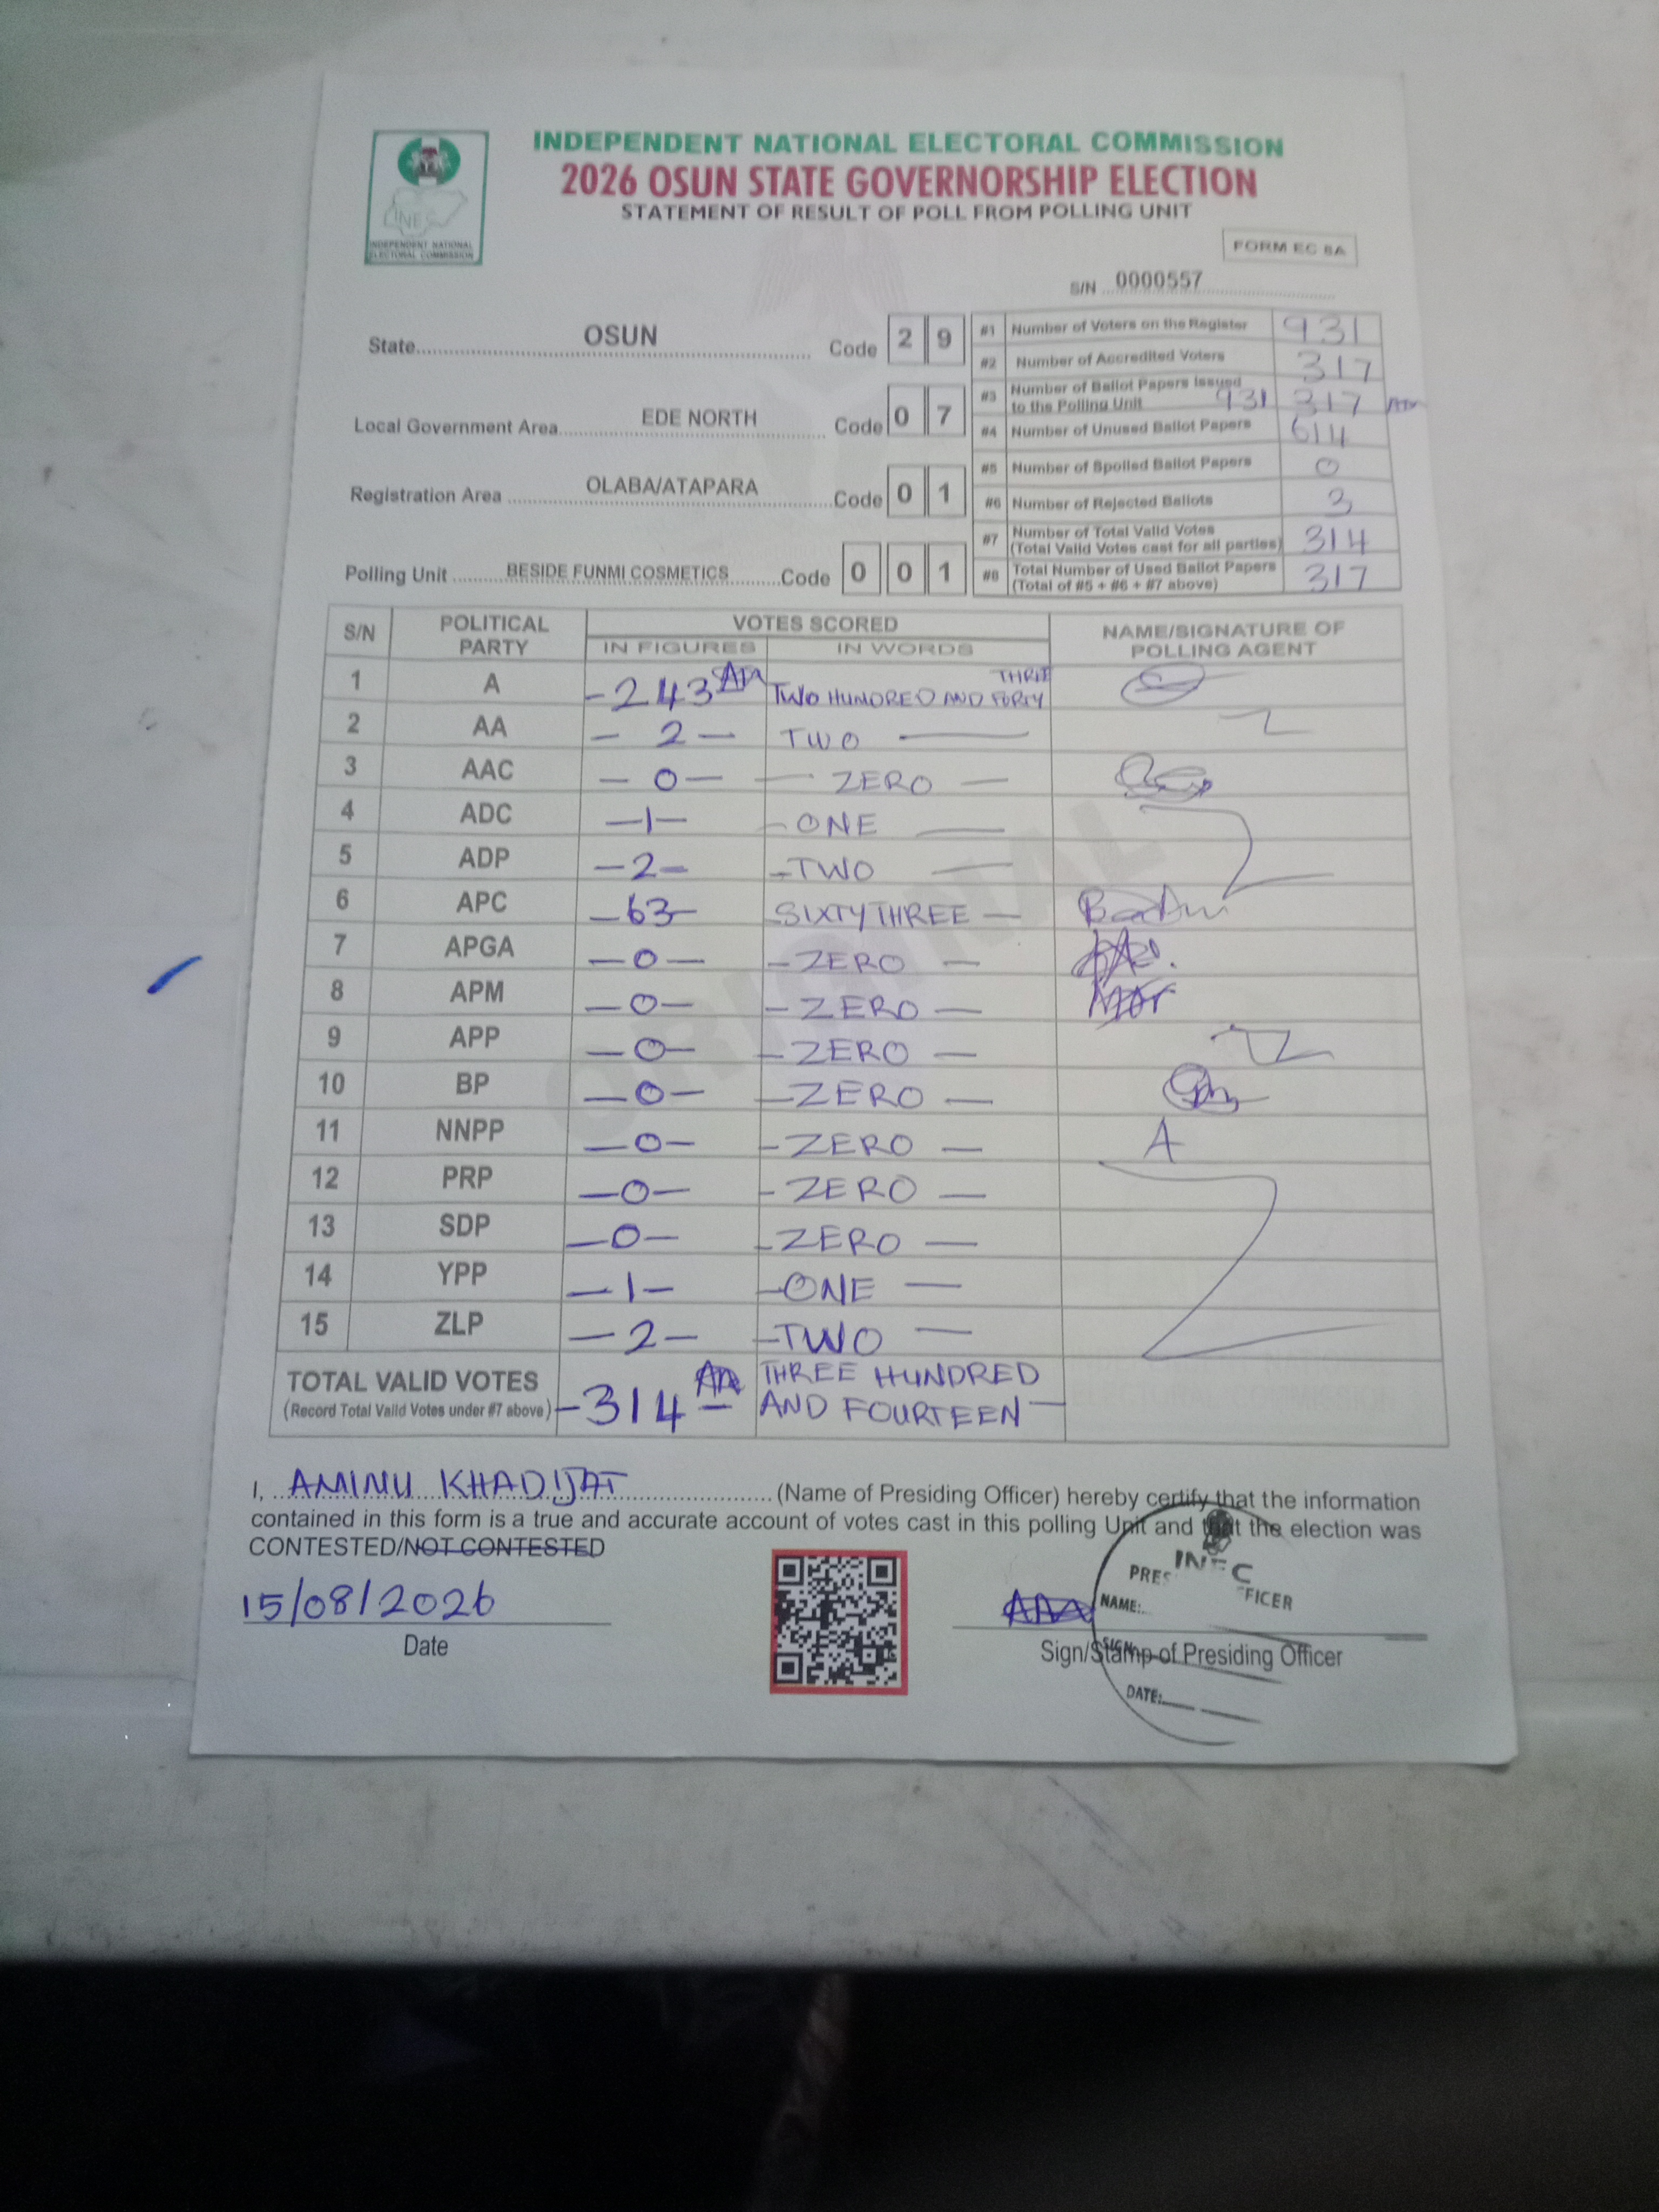 INDEPENDENT NATIONAL ELECTORAL COMMISSION
2026 OSUN STATE GOVERNORSHIP ELECTION
STATEMENT OF RESULT OF POLL FROM POLLING UNIT
INEC
INDEPENDENT NATIONAL
ELECTORAL COMMISSION
FORM EC 8A
S/N 0000557
State OSUN Code 2 9
Local Government Area EDE NORTH Code 0 7
Registration Area OLABA/ATAPARA Code 0 1
Polling Unit BESIDE FUNMI COSMETICS Code 0 0 1
#1 Number of Voters on the Register 931
#2 Number of Accredited Voters 317
#3 Number of Ballot Papers Issued
to the Polling Unit 931 317
#4 Number of Unused Ballot Papers 614
#5 Number of Spoiled Ballot Papers 0
#6 Number of Rejected Ballots 3
#7 Number of Total Valid Votes
(Total Valid Votes cast for all parties) 314
#8 Total Number of Used Ballot Papers
(Total of #5 + #6 + #7 above) 317
S/N POLITICAL PARTY VOTES SCORED NAME/SIGNATURE OF POLLING AGENT
IN FIGURES IN WORDS
1 A -243 TWO HUNDRED AND FORTY THREE
2 AA - 2 - TWO -
3 AAC - 0 - - ZERO -
4 ADC -1- - ONE -
5 ADP -2- -TWO -
6 APC -63- -SIXTY THREE -
7 APGA -0- -ZERO -
8 APM -0- -ZERO -
9 APP -0- -ZERO -
10 BP -0- -ZERO -
11 NNPP -0- -ZERO - A
12 PRP -0- -ZERO -
13 SDP -0- -ZERO -
14 YPP -1- -ONE -
15 ZLP -2- -TWO -
TOTAL VALID VOTES
(Record Total Valid Votes under #7 above) -314- THREE HUNDRED
AND FOURTEEN -
ORIGINAL
I, AMINU KHADIJAT (Name of Presiding Officer) hereby certify that the information
contained in this form is a true and accurate account of votes cast in this polling Unit and that the election was
CONTESTED/NOT CONTESTED
15/08/2026
Date
Sign/Stamp of Presiding Officer
INEC
NAME:
SIGN:
DATE: